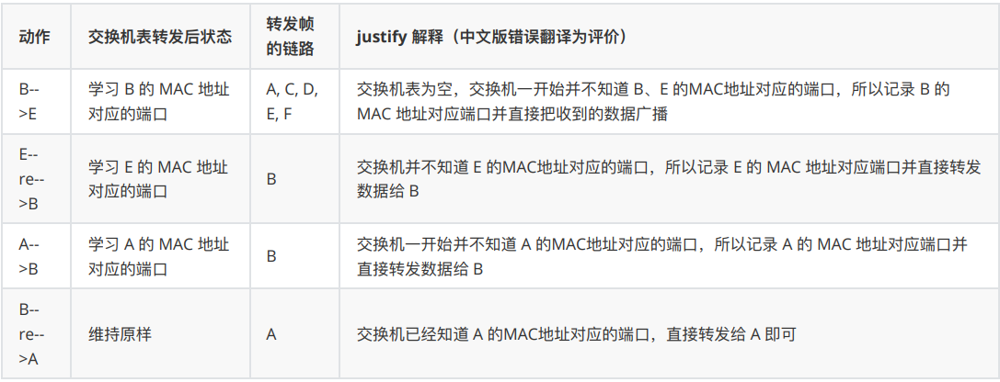 动作
交换机表转发后状态
转发帧
的链路
justify 解释（中文版错误翻译为评价）
B--
>E
学习 B 的 MAC 地址
对应的端口
A, C, D,
E, F
交换机表为空，交换机一开始并不知道 B、E 的MAC地址对应的端口，所以记录 B 的
MAC 地址对应端口并直接把收到的数据广播
E--
re--
>B
学习 E 的 MAC 地址
对应的端口
B
交换机并不知道 E 的MAC地址对应的端口，所以记录 E 的 MAC 地址对应端口并直接转发
数据给 B
A--
>B
学习 A 的 MAC 地址
对应的端口
B
交换机一开始并不知道 A 的MAC地址对应的端口，所以记录 A 的 MAC 地址对应端口并
直接转发数据给 B
B--
re--
>A
维持原样
A
交换机已经知道 A 的MAC地址对应的端口，直接转发给 A 即可